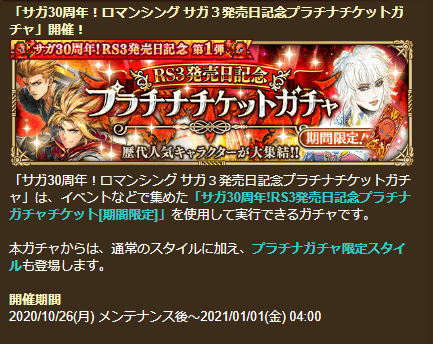 「サガ30周年！ロマンシング サガ３発売日記念プラチナチケットガ
チャ」開催！
サガ30周年！RS3発売日記念 第1弾
RS3発売日記念
プラチナチケットガチャ
期間限定！
歴代人気キャラクターが大集結!!
「サガ30周年！ロマンシング サガ３発売日記念プラチナチケットガチ
ャ」は、イベントなどで集めた「サガ30周年!RS3発売日記念プラチナ
ガチャチケット[期間限定]」を使用して実行できるガチャです。
本ガチャからは、通常のスタイルに加え、プラチナガチャ限定スタイ
ルも登場します。
開催期間
2020/10/26(月) メンテナンス後～2021/01/01(金) 04:00